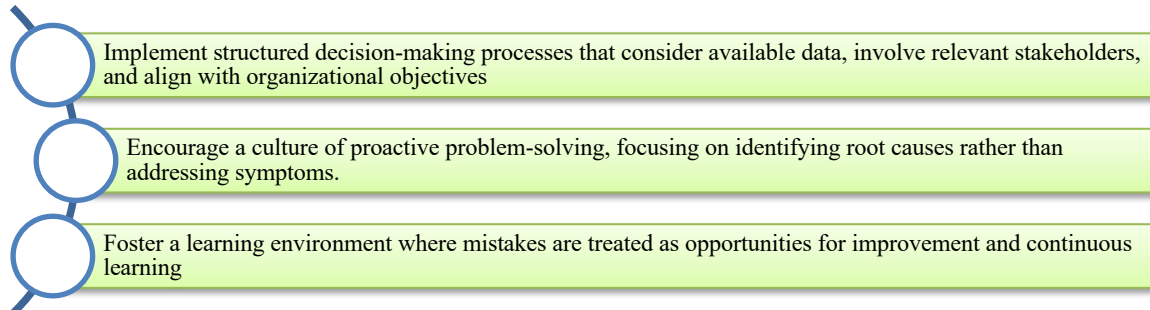 Implement structured decision-making processes that consider available data, involve relevant stakeholders,
and align with organizational objectives
Encourage a culture of proactive problem-solving, focusing on identifying root causes rather than
addressing symptoms.
Foster a learning environment where mistakes are treated as opportunities for improvement and continuous
learning